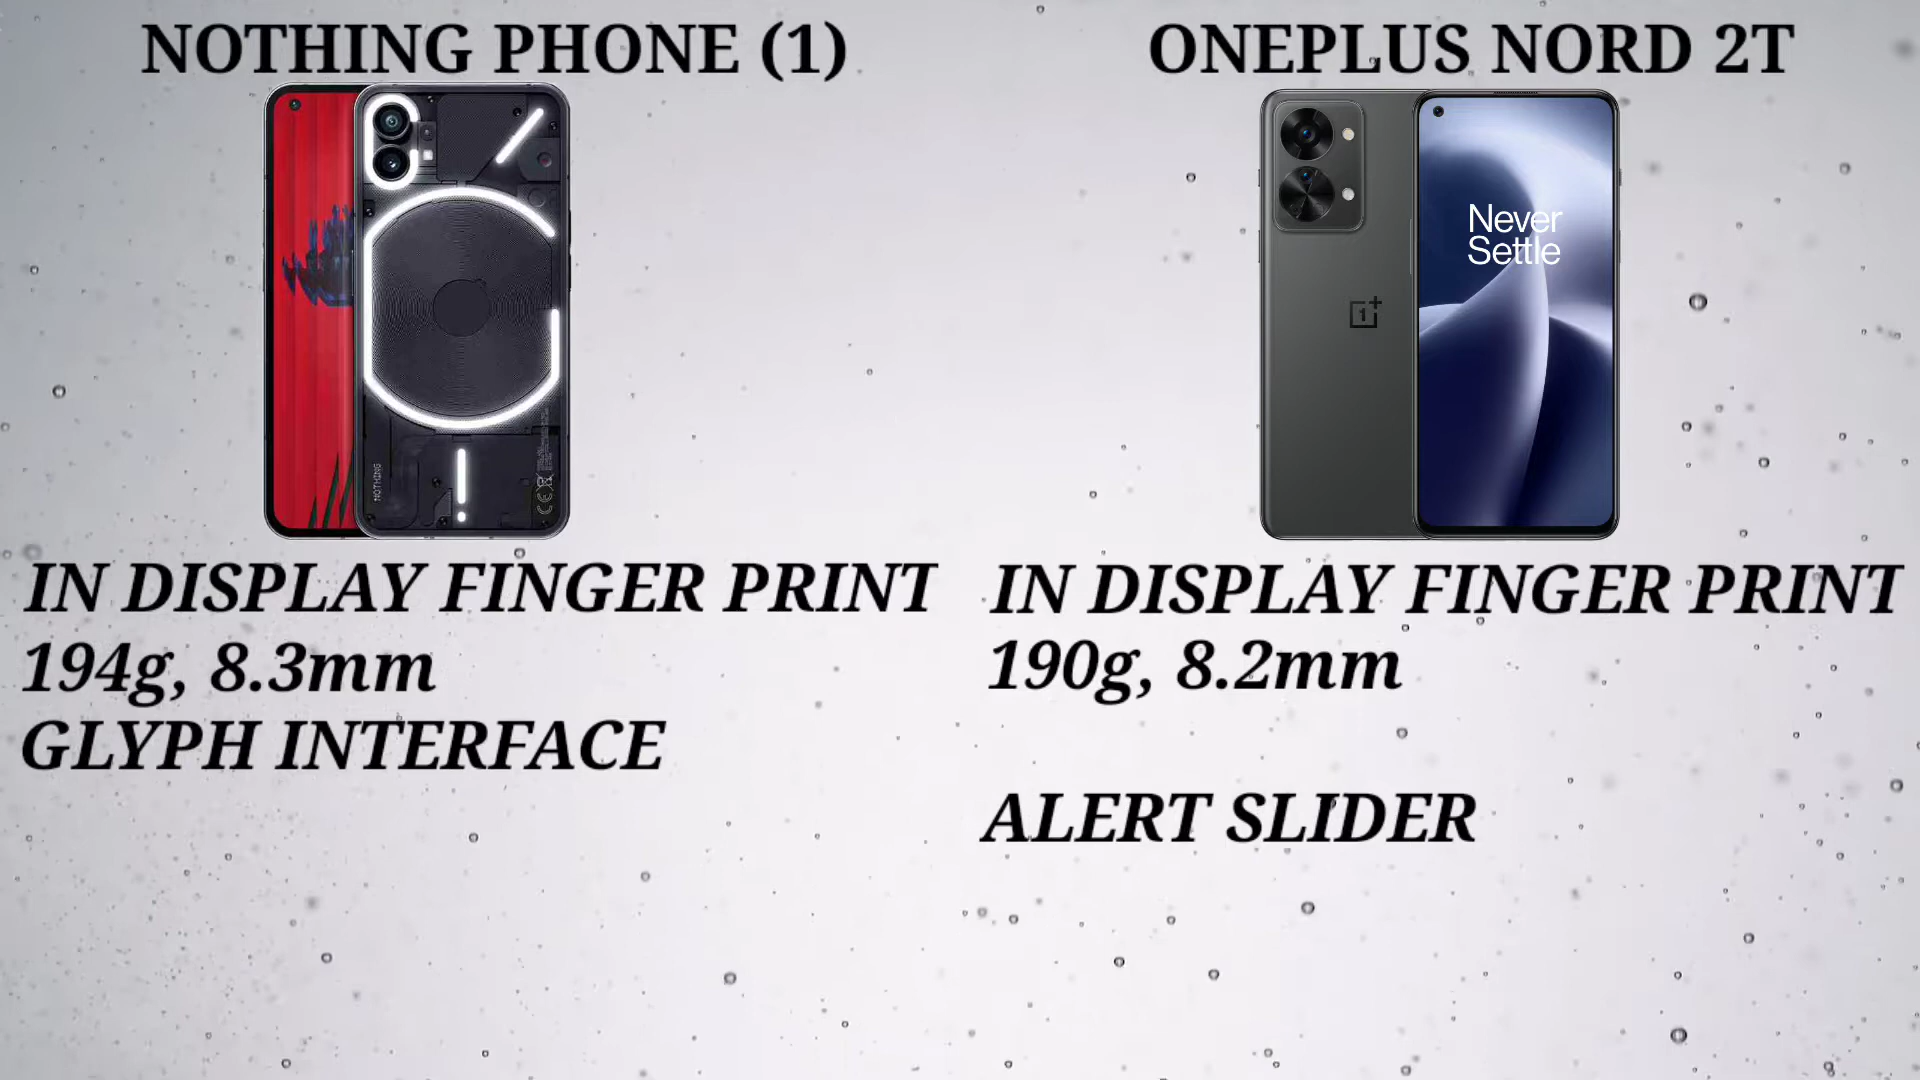 NOTHING PHONE (1)
ONEPLUS NORD 2T
NOTHING
Never
Settle
IN DISPLAY FINGER PRINT
194g, 8.3mm
GLYPH INTERFACE
IN DISPLAY FINGER PRINT
190g, 8.2mm
ALERT SLIDER